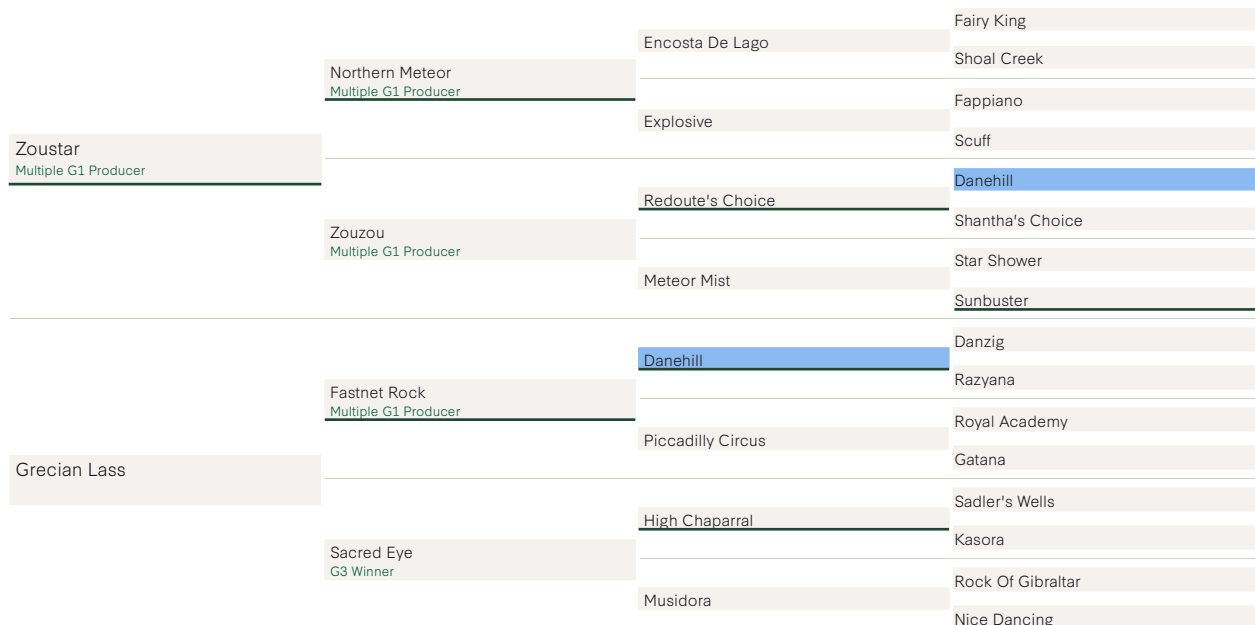 Zoustar
Multiple G1 Producer
Grecian Lass
Northern Meteor
Multiple G1 Producer
Zouzou
Multiple G1 Producer
Fastnet Rock
Multiple G1 Producer
Sacred Eye
G3 Winner
Encosta De Lago
Explosive
Redoute's Choice
Meteor Mist
Danehill
Piccadilly Circus
High Chaparral
Musidora
Fairy King
Shoal Creek
Fappiano
Scuff
Danehill
Shantha's Choice
Star Shower
Sunbuster
Danzig
Razyana
Royal Academy
Gatana
Sadler's Wells
Kasora
Rock Of Gibraltar
Nice Dancing